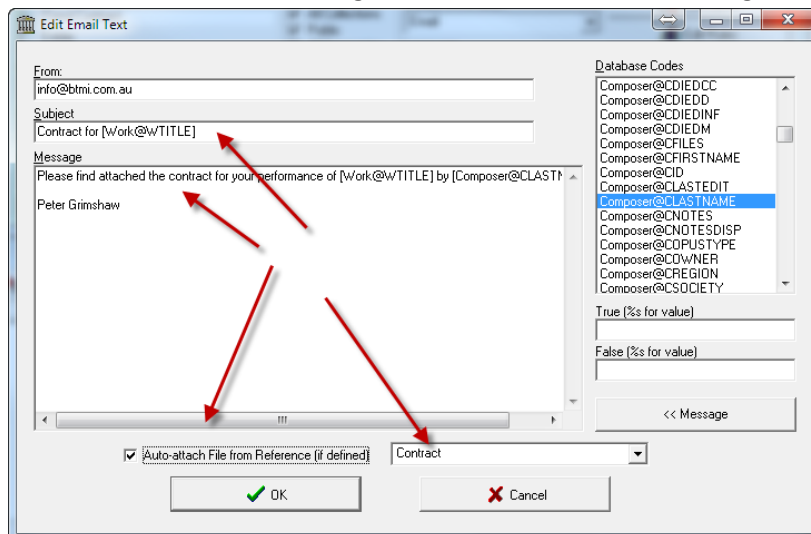 Edit Email Text
From:
info@btmi.com.au
Subject
Contract for [Work@WTITLE]
Message
Please find attached the contract for your performance of [Work@WTITLE] by [Composer@CLASTN
Peter Grimshaw
Database Codes
Composer@CDIEDCC
Composer@CDIEDD
Composer@CDIEDINF
Composer@CDIEDM
Composer@CFILES
Composer@CFIRSTNAME
Composer@CID
Composer@CLASTEDIT
Composer@CLASTNAME
Composer@CNOTES
Composer@CNOTESDISP
Composer@COPUSTYPE
Composer@COWNER
Composer@CREGION
Composer@CSOCIETY
True (%s for value)
False (%s for value)
<< Message
Auto-attach File from Reference (if defined)
Contract
OK
Cancel